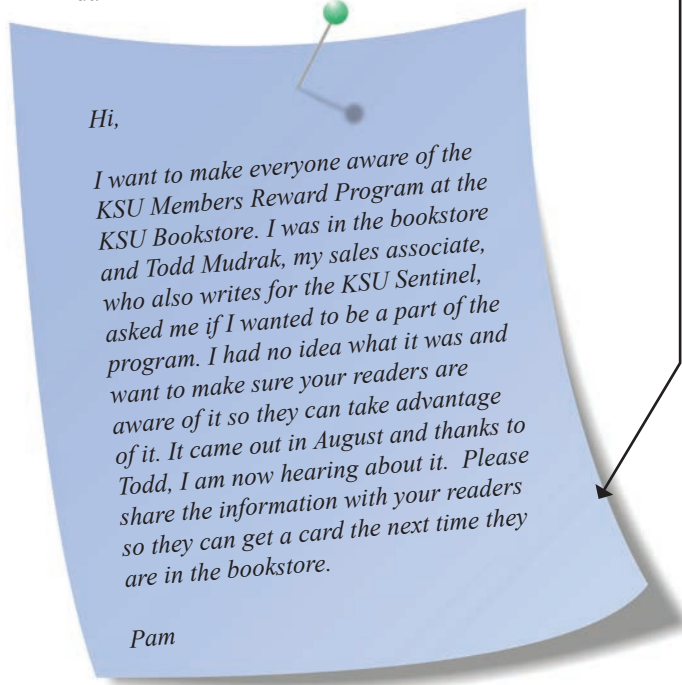 Hi,
I want to make everyone aware of the
KSU Members Reward Program at the
KSU Bookstore. I was in the bookstore
and Todd Mudrak, my sales associate,
who also writes for the KSU Sentinel,
asked me if I wanted to be a part of the
program. I had no idea what it was and
want to make sure your readers are
aware of it so they can take advantage
of it. It came out in August and thanks to
Todd, I am now hearing about it.  Please
share the information with your readers
so they can get a card the next time they
are in the bookstore.
Pam